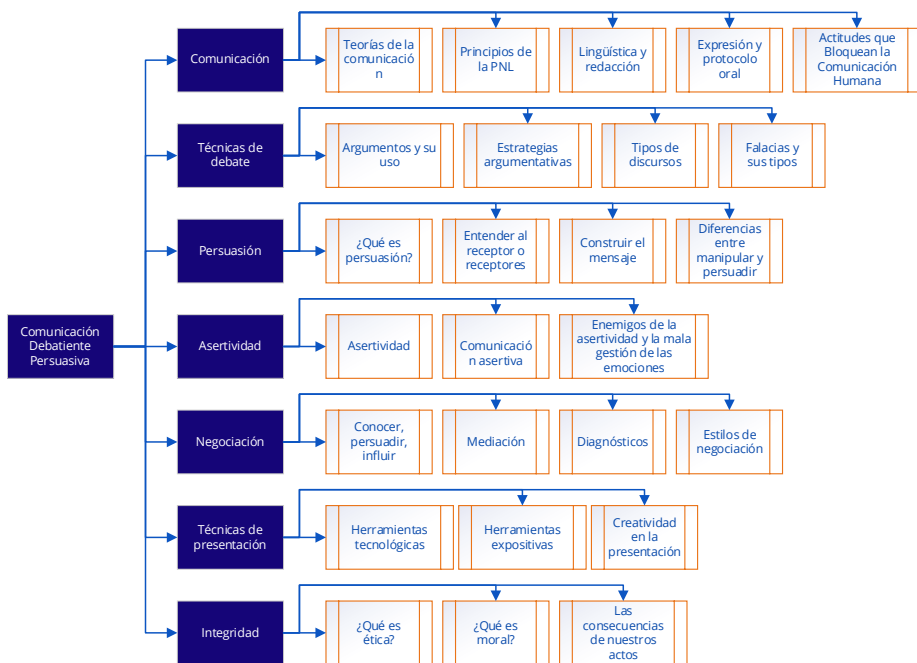 Comunicación
Teorías de la
comunicació
n
Principios de
la PNL
Lingüística y
redacción
Expresión y
protocolo
oral
Actitudes que
Bloquean la
Comunicación
Humana
Técnicas de
debate
Argumentos y su
uso
Estrategias
argumentativas
Tipos de
discursos
Falacias y
sus tipos
Persuasión
¿Qué es
persuasión?
Entender al
receptor o
receptores
Construir el
mensaje
Diferencias
entre
manipular y
persuadir
Comunicación
Debatiente
Persuasiva
Asertividad
Asertividad
Comunicació
n asertiva
Enemigos de la
asertividad y la mala
gestión de las
emociones
Negociación
Conocer,
persuadir,
influir
Mediación
Diagnósticos
Estilos de
negociación
Técnicas de
presentación
Herramientas
tecnológicas
Herramientas
expositivas
Creatividad
en la
presentación
Integridad
¿Qué es
ética?
¿Qué es
moral?
Las
consecuencias
de nuestros
actos